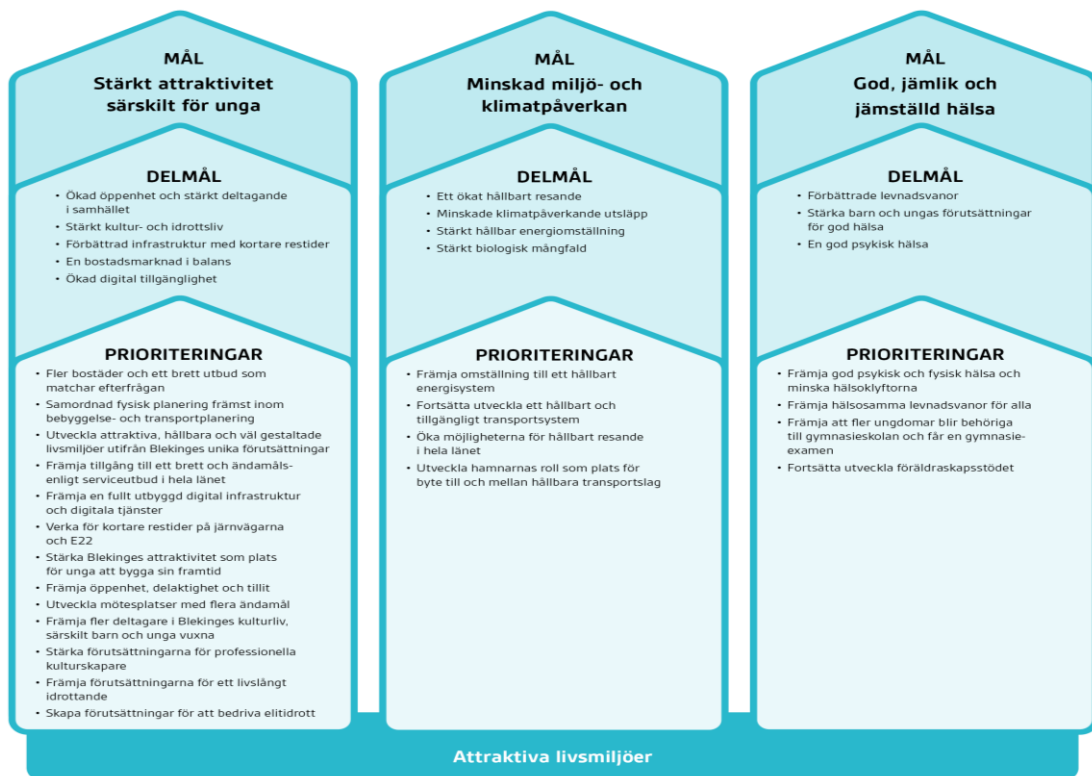 MÅL
Stärkt attraktivitet
särskilt för unga
DELMÅL
• Ökad öppenhet och stärkt deltagande
i samhället
• Stärkt kultur- och idrottsliv
• Förbättrad infrastruktur med kortare restider
• En bostadsmarknad i balans
• Ökad digital tillgänglighet
PRIORITERINGAR
• Fler bostäder och ett brett utbud som
matchar efterfrågan
• Samordnad fysisk planering främst inom
bebyggelse- och transportplanering
• Utveckla attraktiva, hållbara och väl gestaltade
livsmiljöer utifrån Blekinges unika förutsättningar
• Främja tillgång till ett brett och ändamåls-
enligt serviceutbud i hela länet
• Främja en fullt utbyggd digital infrastruktur
och digitala tjänster
• Verka för kortare restider på järnvägarna
och E22
• Stärka Blekinges attraktivitet som plats
för unga att bygga sin framtid
• Främja öppenhet, delaktighet och tillit
• Utveckla mötesplatser med flera ändamål
• Främja fler deltagare i Blekinges kulturliv,
särskilt barn och unga vuxna
• Stärka förutsättningarna för professionella
kulturskapare
• Främja förutsättningarna för ett livslångt
idrottande
• Skapa förutsättningar för att bedriva elitidrott
MÅL
Minskad miljö- och
klimatpåverkan
DELMÅL
• Ett ökat hållbart resande
• Minskade klimatpåverkande utsläpp
• Stärkt hållbar energiomställning
• Stärkt biologisk mångfald
PRIORITERINGAR
• Främja omställning till ett hållbart
energisystem
• Fortsätta utveckla ett hållbart och
tillgängligt transportsystem
• Öka möjligheterna för hållbart resande
i hela länet
• Utveckla hamnarnas roll som plats för
byte till och mellan hållbara transportslag
MÅL
God, jämlik och
jämställd hälsa
DELMÅL
• Förbättrade levnadsvanor
• Stärka barn och ungas förutsättningar
för god hälsa
• En god psykisk hälsa
PRIORITERINGAR
• Främja god psykisk och fysisk hälsa och
minska hälsoklyftorna
• Främja hälsosamma levnadsvanor för alla
• Främja att fler ungdomar blir behöriga
till gymnasieskolan och får en gymnasie-
examen
• Fortsätta utveckla föräldraskapsstödet
Attraktiva livsmiljöer